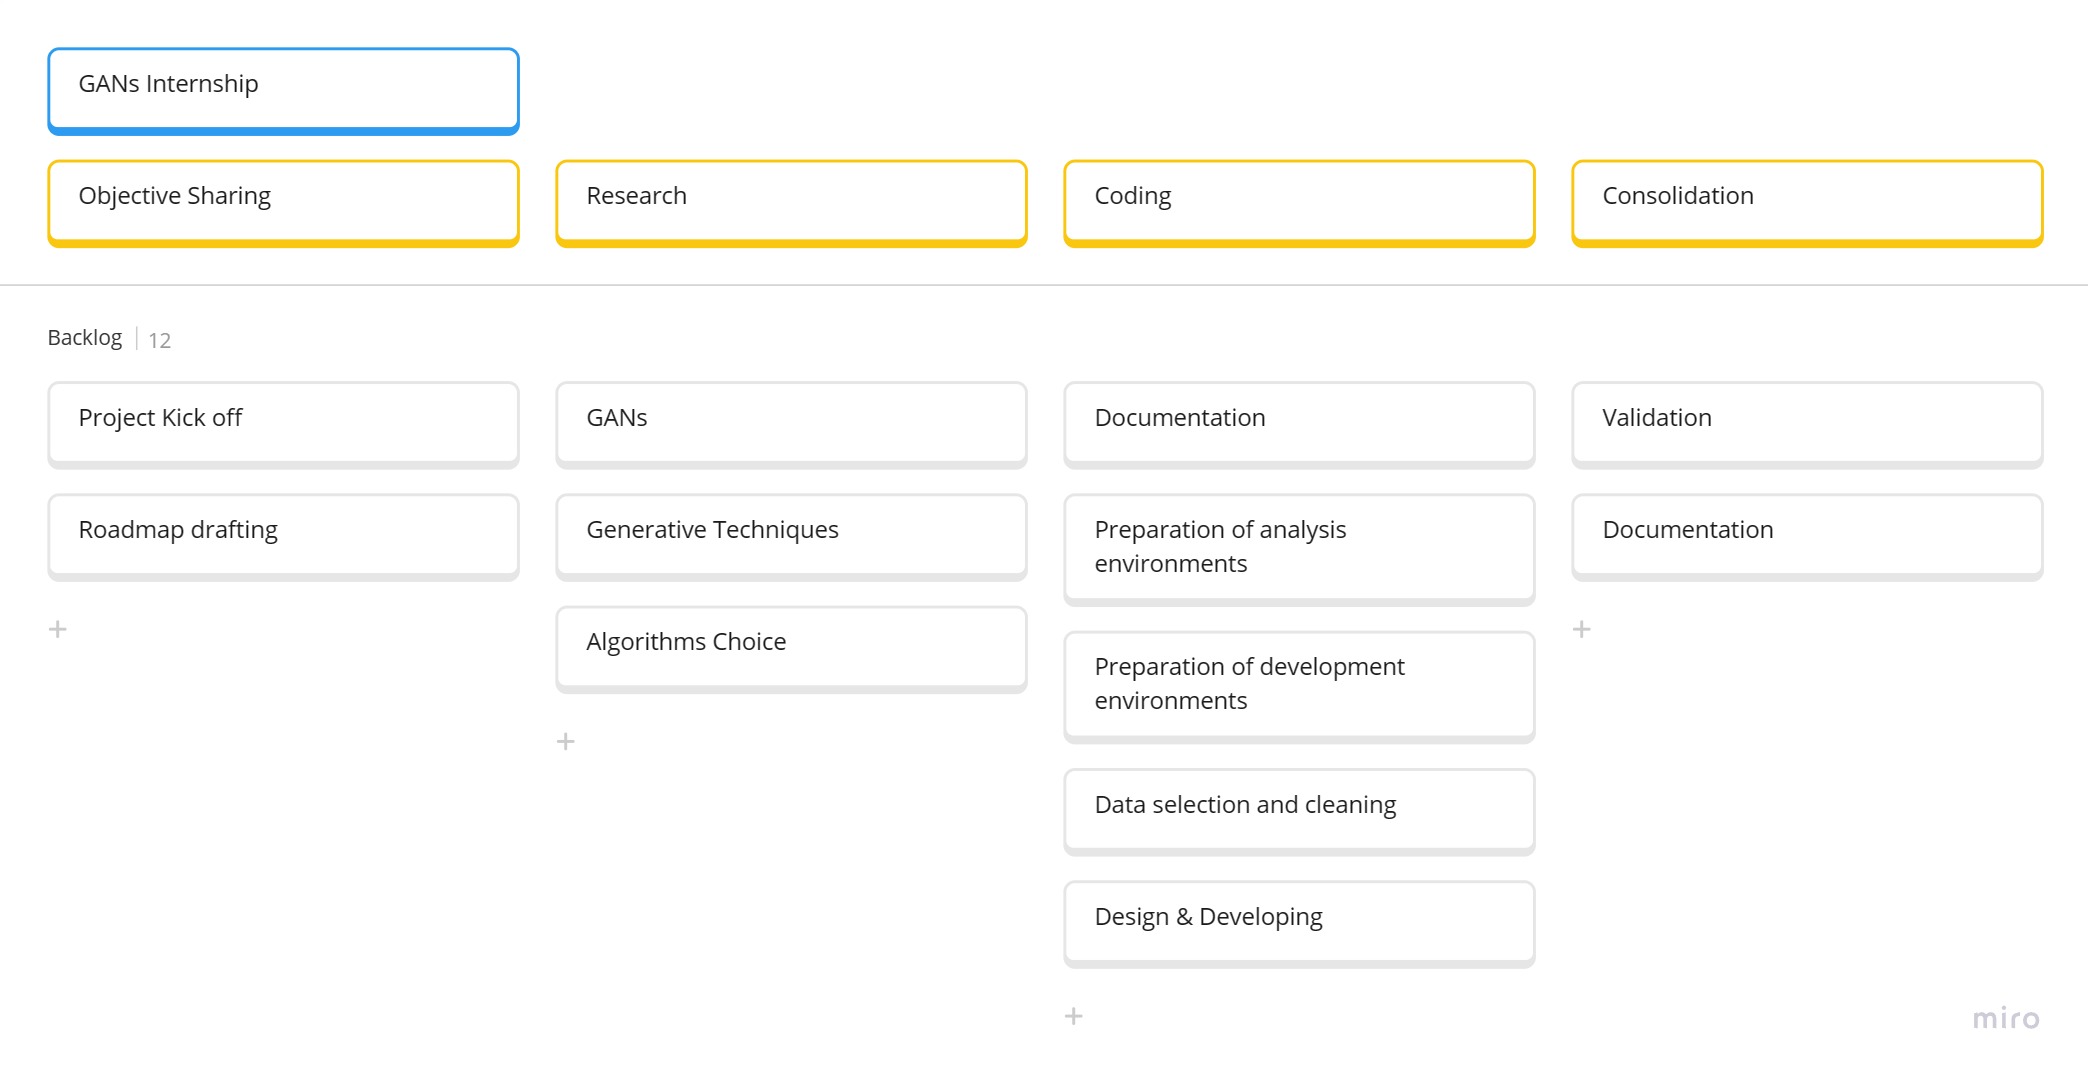 GANs Internship
Objective Sharing
Research
Coding
Consolidation
Backlog
12
Project Kick off
Roadmap drafting
+
GANs
Generative Techniques
Algorithms Choice
+
Documentation
Preparation of analysis
environments
Preparation of development
environments
Data selection and cleaning
Design & Developing
+
Validation
Documentation
+
miro